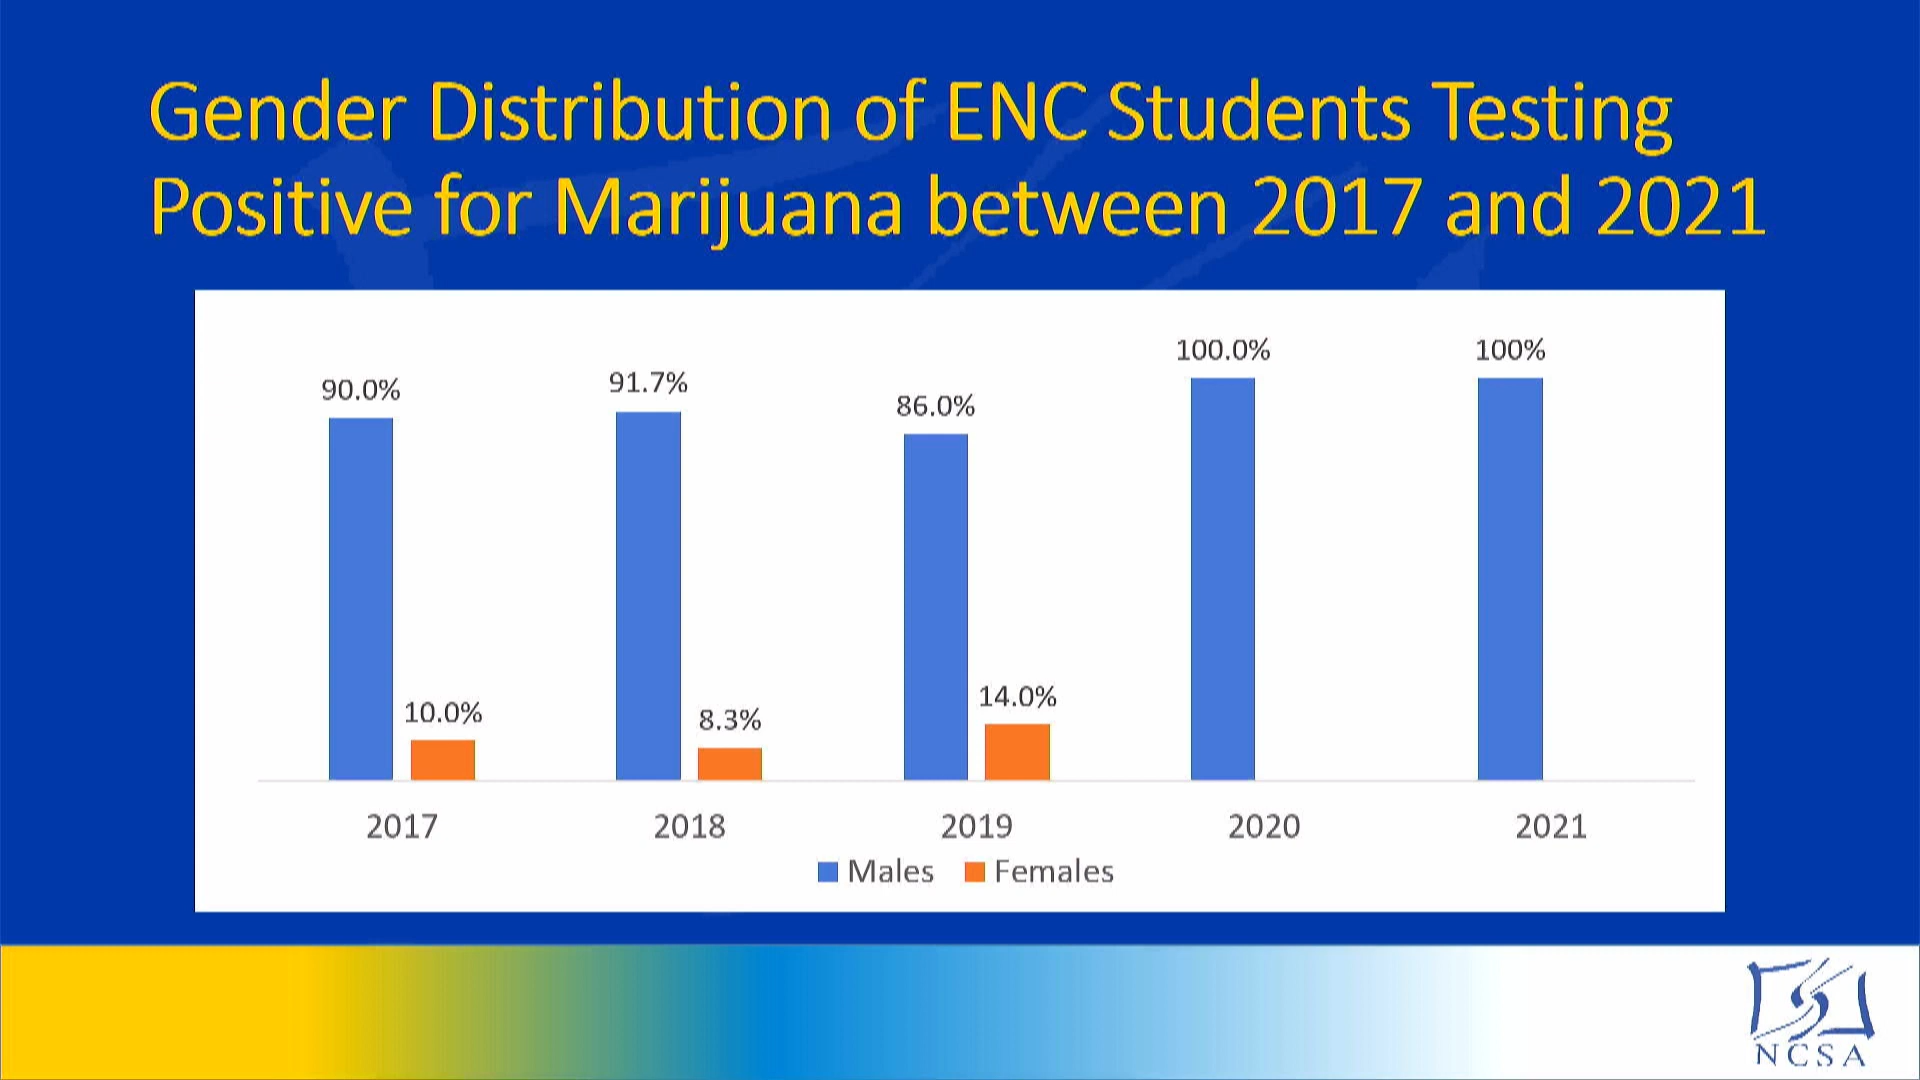 Gender Distribution of ENC Students Testing
Positive for Marijuana between 2017 and 2021
100.0% 100%
90.0% 91.7%
86.0%
14.0%
10.0% 8.3%
2017 2018 2019 2020 2021
Males Females
NCSA